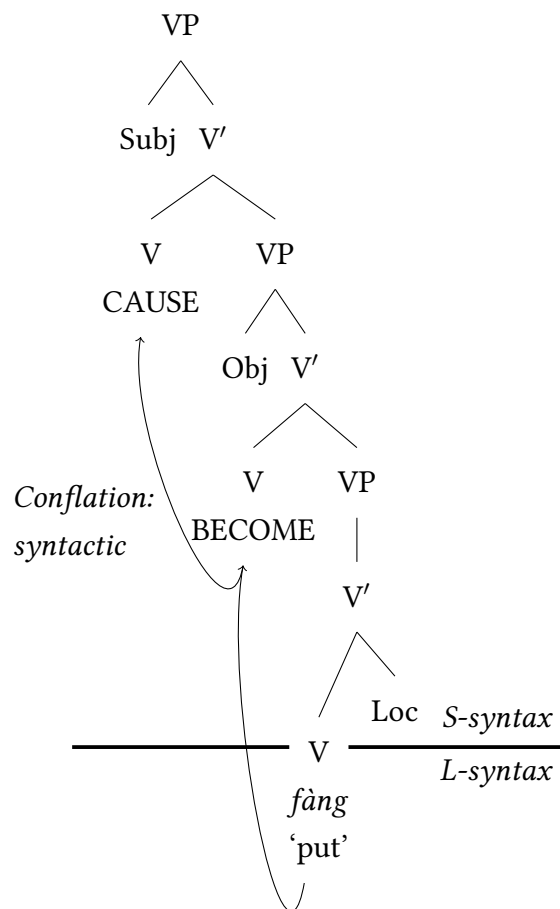 VP
Subj V′
V VP
CAUSE
Obj V′
V VP
Conflation:
BECOME
syntactic
V′
Loc S-syntax
V
L-syntax
fàng
‘put’